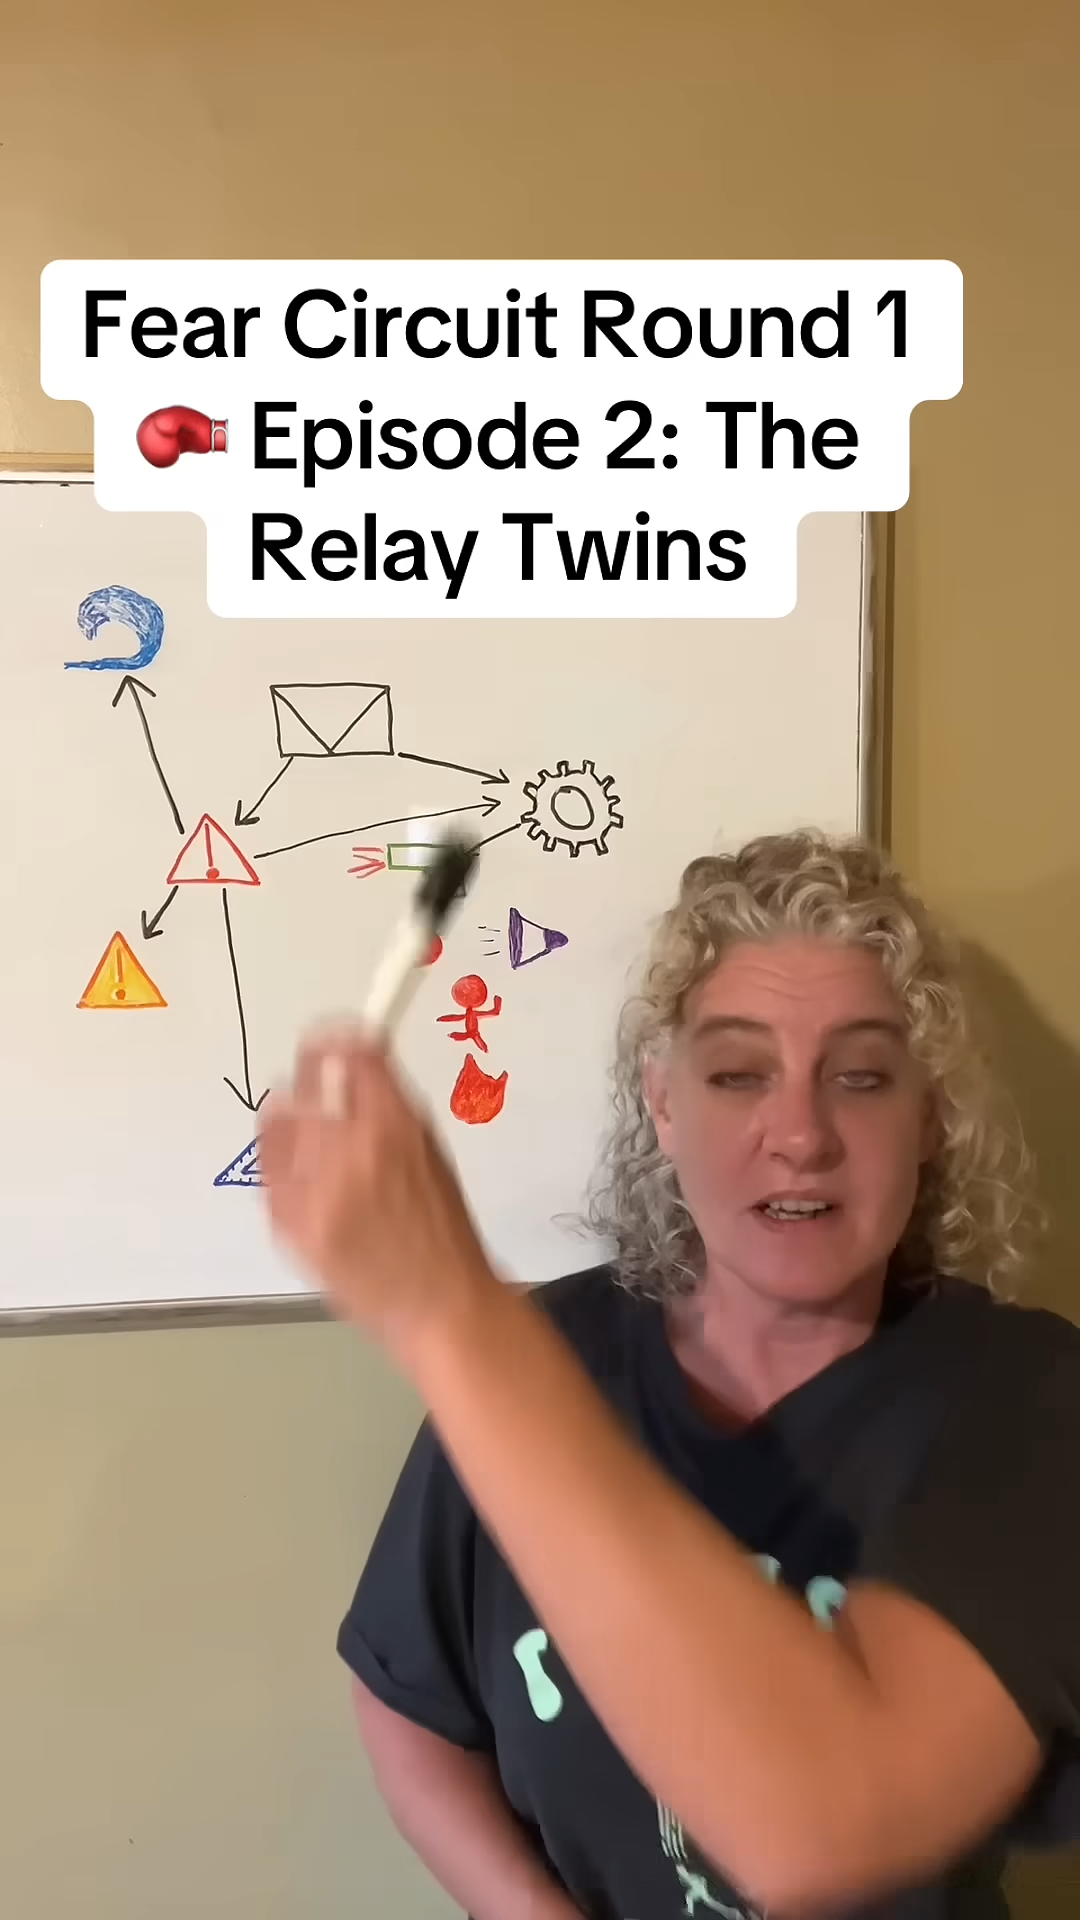 Fear Circuit Round 1
🥊 Episode 2: The
Relay Twins